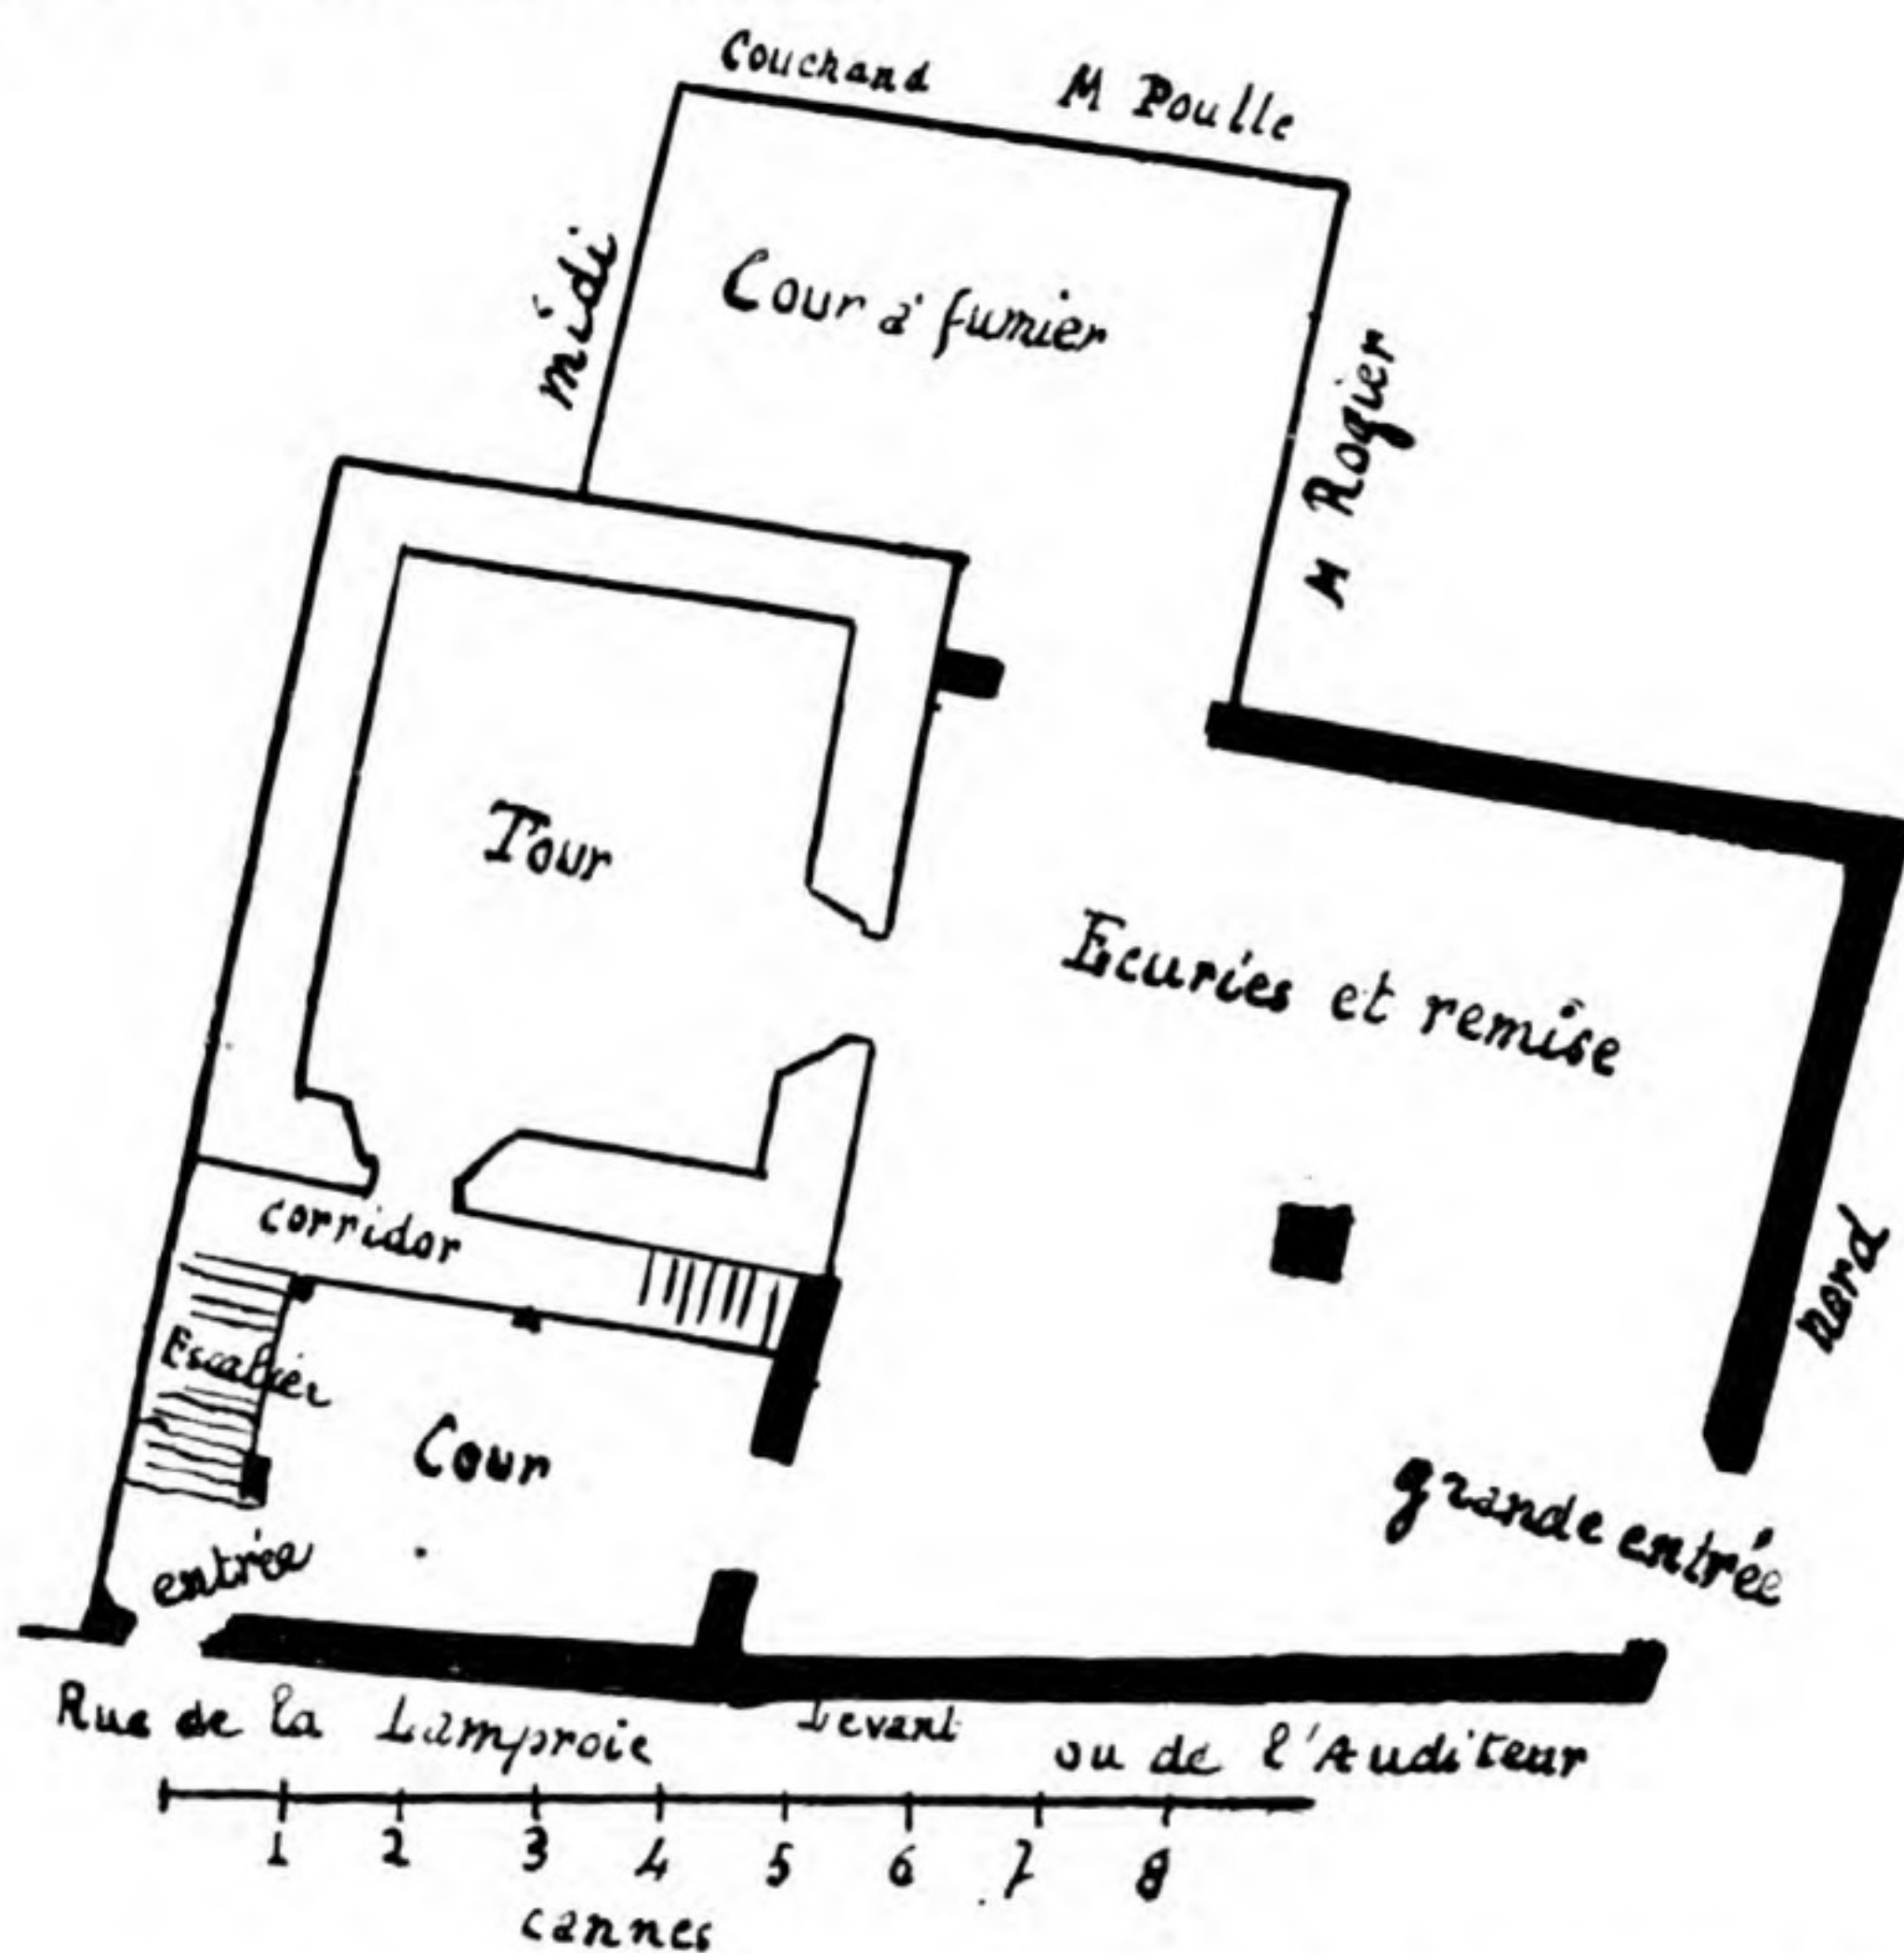 Couchand M Poulle
midi
Cour à fumier
M Rogier
Tour
Ecuries et remise
corridor
nord
Escalier
Cour
grande entrée
entrée
Rue de la Lamproie Levant ou de l'Auditeur
1 2 3 4 5 6 7 8
cannes